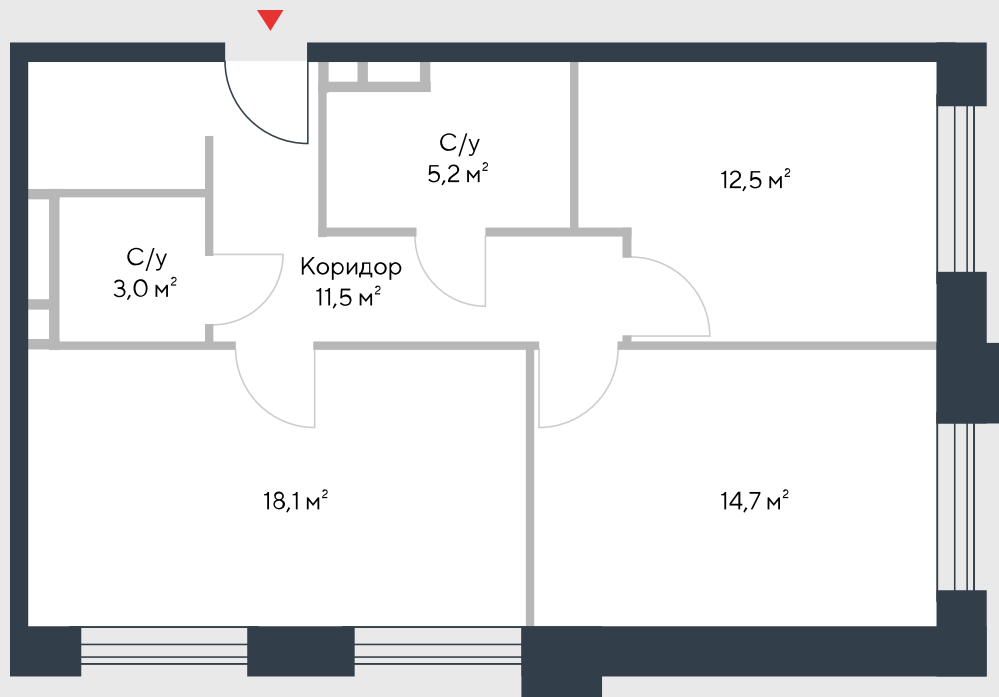 С/у
5,2 м²
12,5 м²
С/у
3,0 м²
Коридор
11,5 м²
18,1 м²
14,7 м²